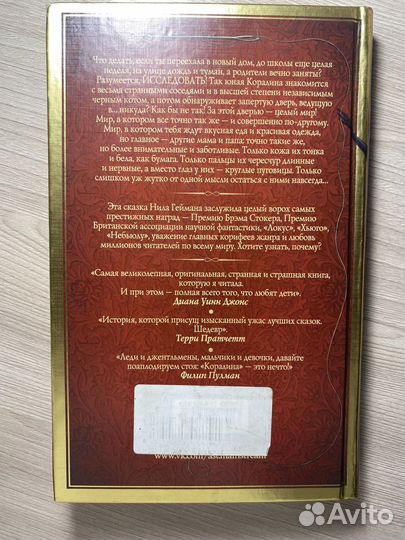 Что делать, если ты переехала в новый дом, до школы еще целая
неделя, на улице дождь и туман, а родители вечно заняты?
Разумеется, ИССЛЕДОВАТЬ! Так юная Коралина знакомится
с весьма странными соседями и в высшей степени независимым
черным котом, а потом обнаруживает запертую дверь, ведущую
в... никуда? Как бы не так! За этой дверью — целый мир!
Мир, в котором все точно так же — и совершенно по-другому.
Мир, в котором тебя ждут вкусная еда и красивая одежда,
но главное — другие мама и папа: точно такие же,
но более внимательные и заботливые. Только кожа их тонка
и бела, как бумага. Только пальцы их чересчур длинные
и нервные, а вместо глаз у них — круглые пуговицы. Только
слишком уж жутко от одной мысли остаться с ними навсегда...
Эта сказка Нила Геймана заслужила целый ворох самых
престижных наград — Премию Брэма Стокера, Премию
Британской ассоциации научной фантастики, «Локус», «Хьюго»,
«Небьюлу», уважение главных корифеев жанра и любовь
миллионов читателей по всему миру. Хотите узнать, почему?
«Самая великолепная, оригинальная, странная и страшная книга,
которую я читала.
И при этом — полная всего того, что любят дети».
Диана Уинн Джонс
«История, которой присущ изысканный ужас лучших сказок.
Шедевр».
Терри Пратчетт
«Леди и джентльмены, мальчики и девочки, давайте
поаплодируем стоя: «Коралина» — это нечто!»
Филип Пулман
Avito